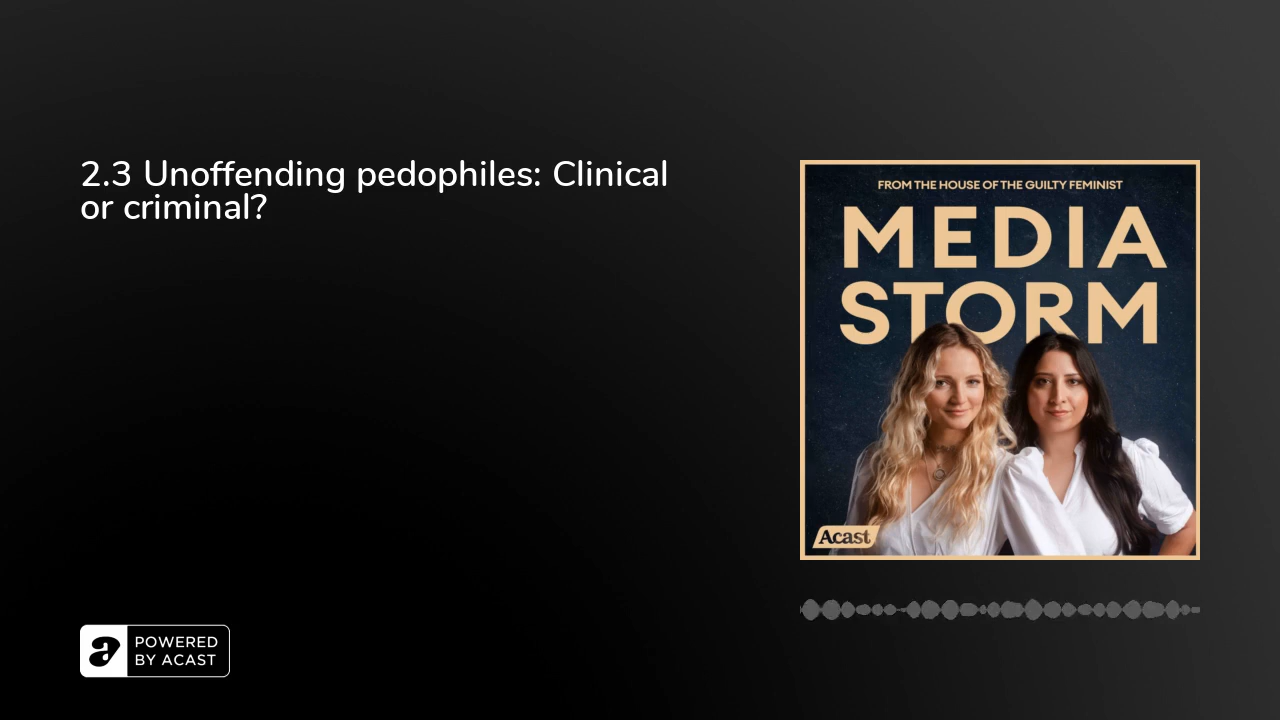 2.3 Unoffending pedophiles: Clinical
or criminal?
FROM THE HOUSE OF THE GUILTY FEMINIST
MEDIA
STORM
Acast
POWERED
BY ACAST